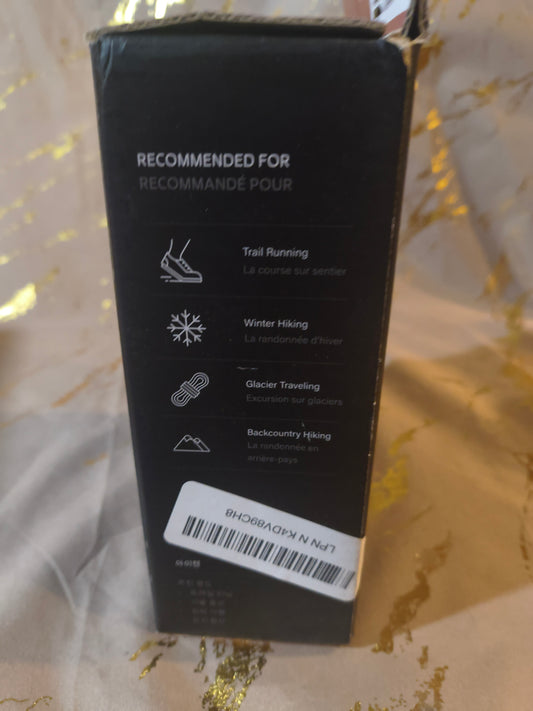 RECOMMENDED FOR
RECOMMANDÉ POUR
Trail Running
La course sur sentier
Winter Hiking
La randonnée d'hiver
Glacier Traveling
Excursion sur glaciers
Backcountry Hiking
La randonnée en
arrière-pays
LPN N K4DV89CH8